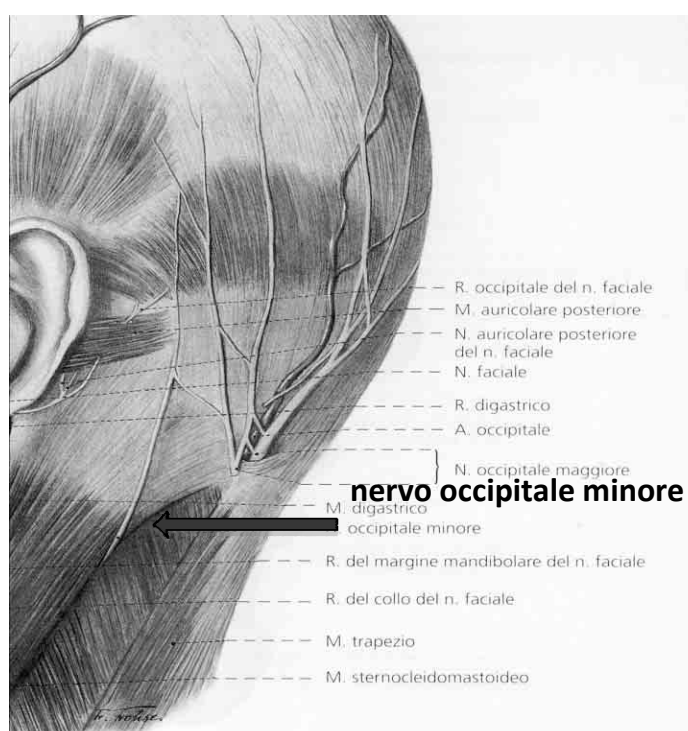 R. occipitale del n. faciale
M. auricolare posteriore
N. auricolare posteriore
del n. faciale
N. faciale
R. digastrico
A. occipitale
N. occipitale maggiore
nervo occipitale minore
M. digastrico
occipitale minore
R. del margine mandibolare del n. faciale
R. del collo del n. faciale
M. trapezio
M. sternocleidomastoideo